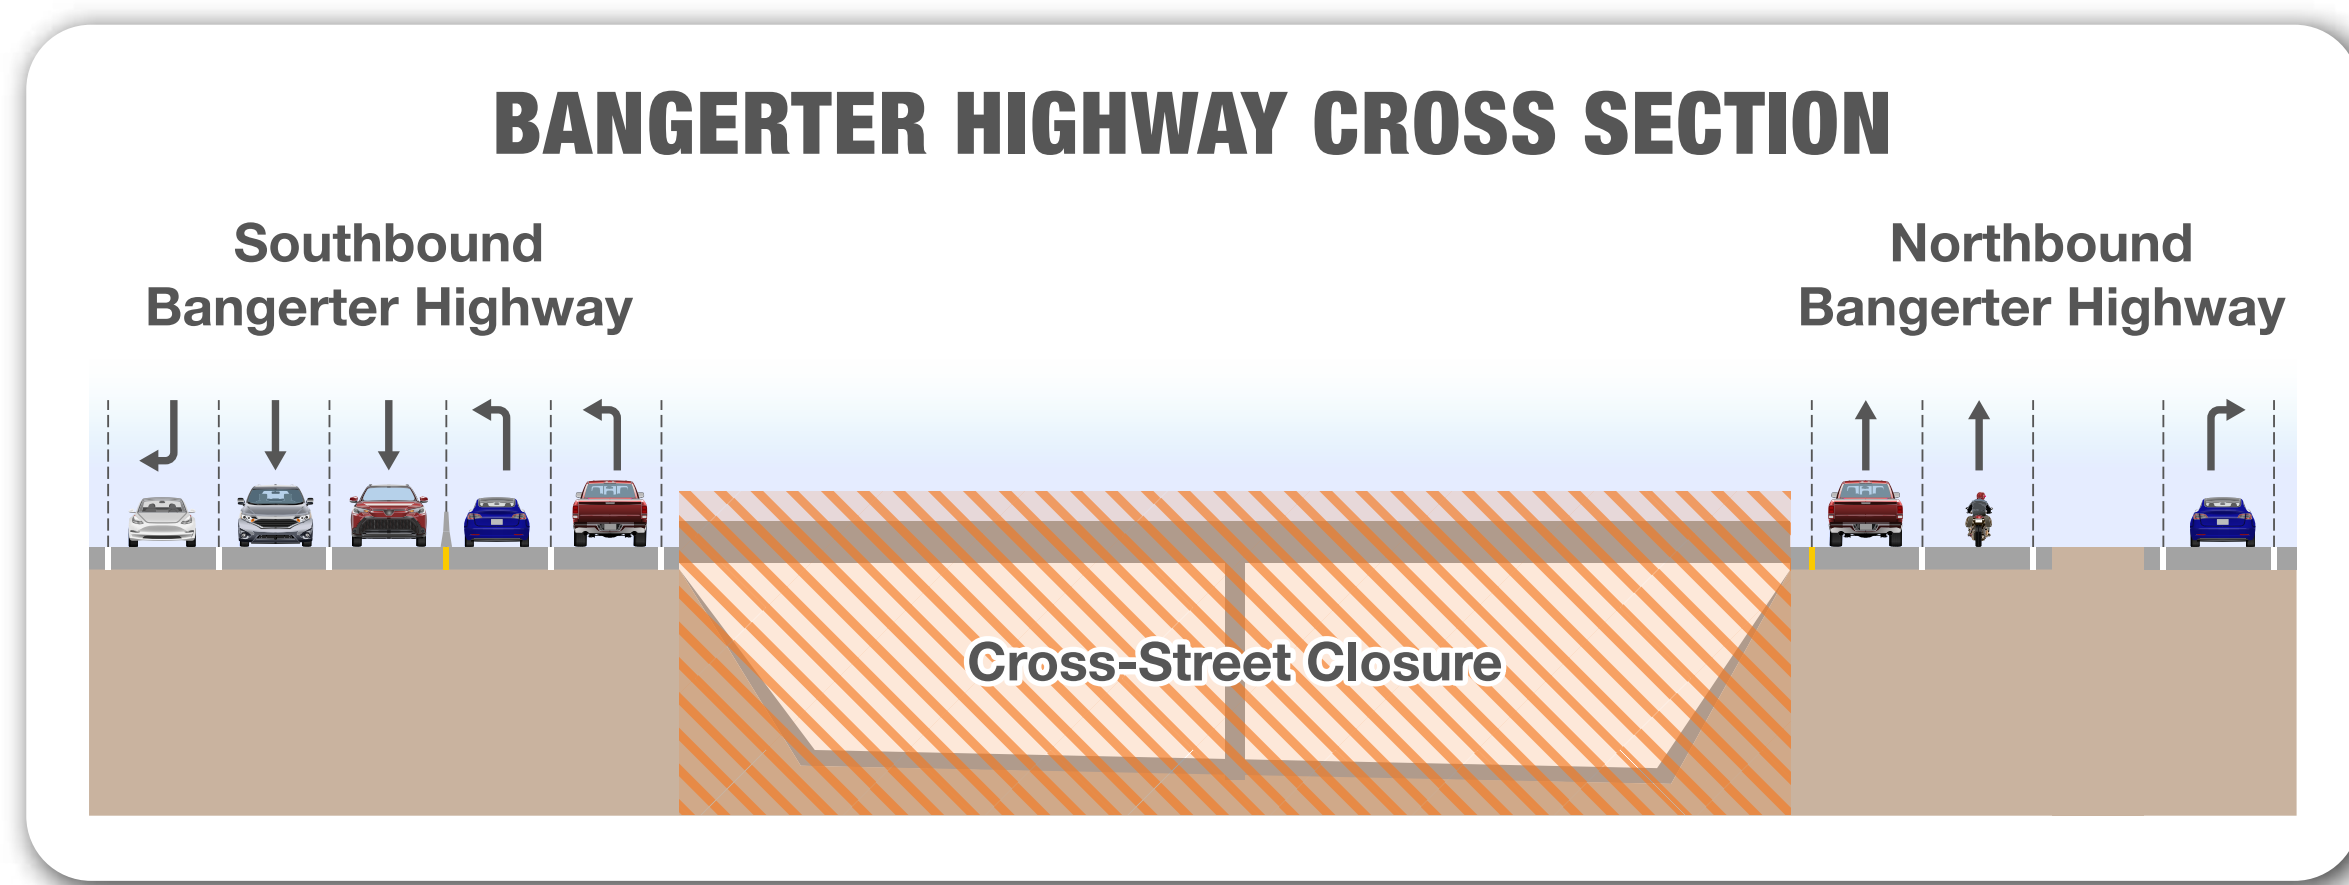 BANGERTER HIGHWAY CROSS SECTION
Southbound
Bangerter Highway
Northbound
Bangerter Highway
Cross-Street Closure